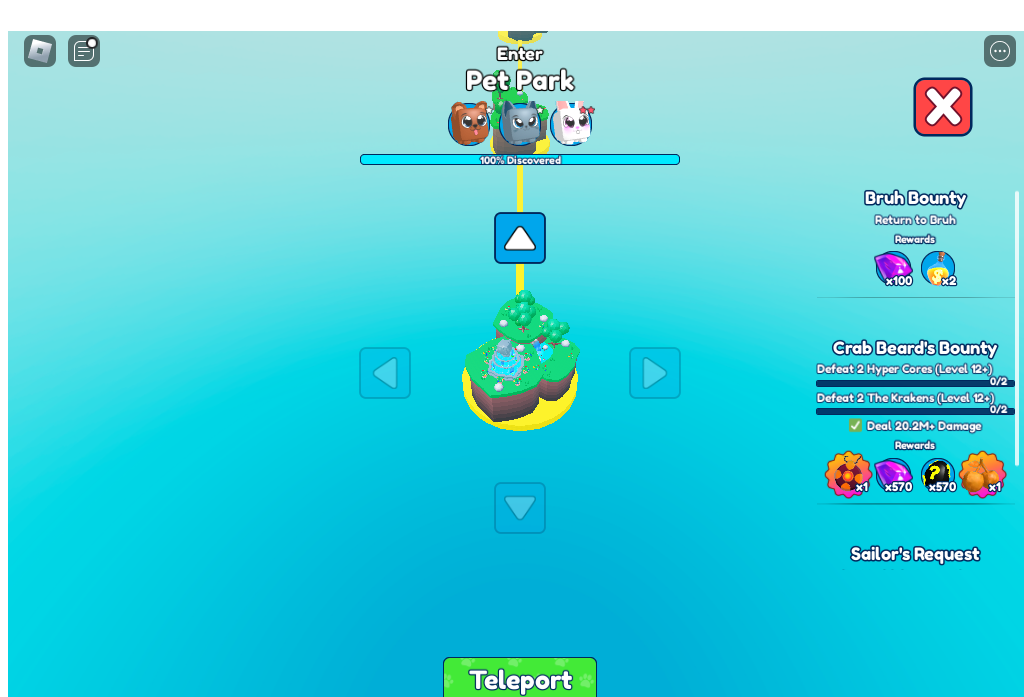 Enter
Pet Park
100% Discovered
Bruh Bounty
Return to Bruh
Rewards
x100
x2
Crab Beard's Bounty
Defeat 2 Hyper Cores (Level 12+)
0/2
Defeat 2 The Krakens (Level 12+)
0/2
Deal 20.2M+ Damage
Rewards
x1
x570
?
x570
x1
Sailor's Request
Teleport